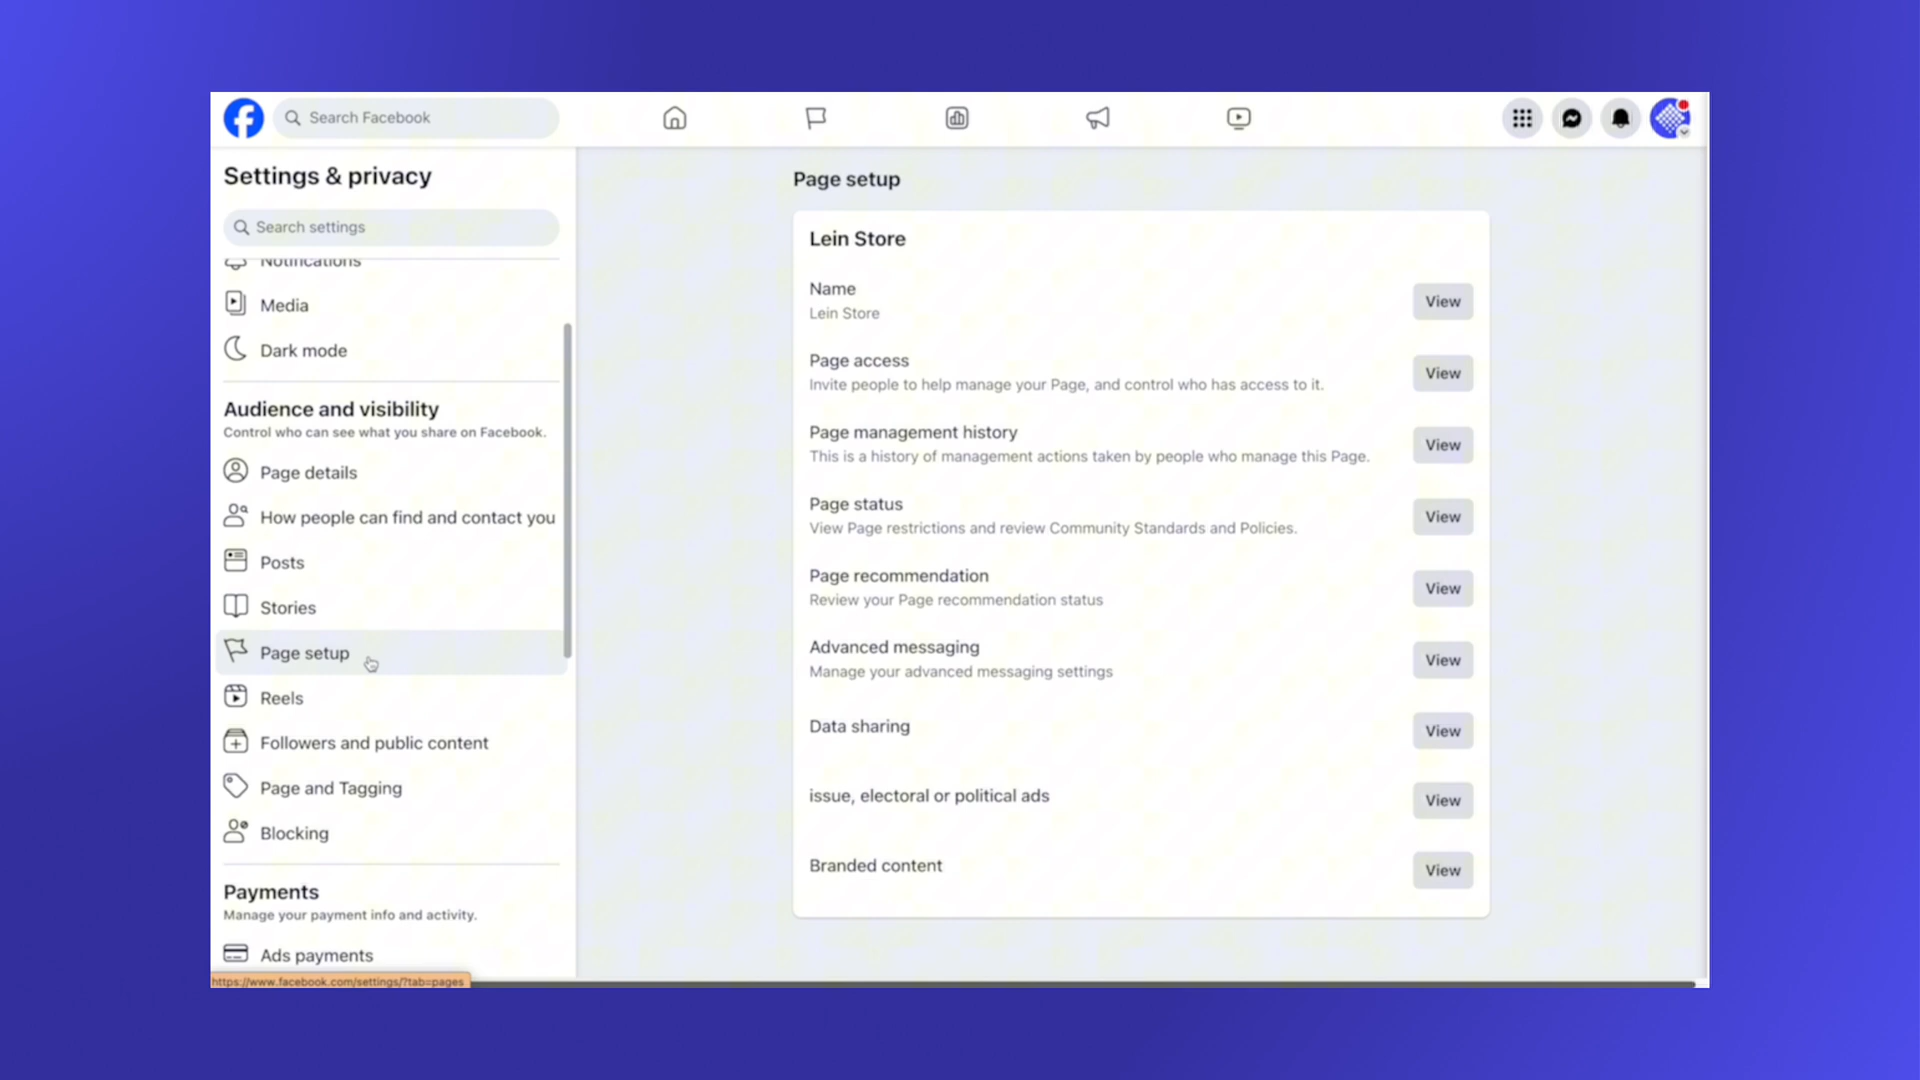 Search Facebook
Settings & privacy
Search settings
Notifications
Media
Dark mode
Audience and visibility
Control who can see what you share on Facebook.
Page details
How people can find and contact you
Posts
Stories
Page setup
Reels
Followers and public content
Page and Tagging
Blocking
Payments
Manage your payment info and activity.
Ads payments
https://www.facebook.com/settings/?tab=pages
Page setup
Lein Store
Name
Lein Store
View
Page access
Invite people to help manage your Page, and control who has access to it.
View
Page management history
This is a history of management actions taken by people who manage this Page.
View
Page status
View Page restrictions and review Community Standards and Policies.
View
Page recommendation
Review your Page recommendation status
View
Advanced messaging
Manage your advanced messaging settings
View
Data sharing
View
issue, electoral or political ads
View
Branded content
View